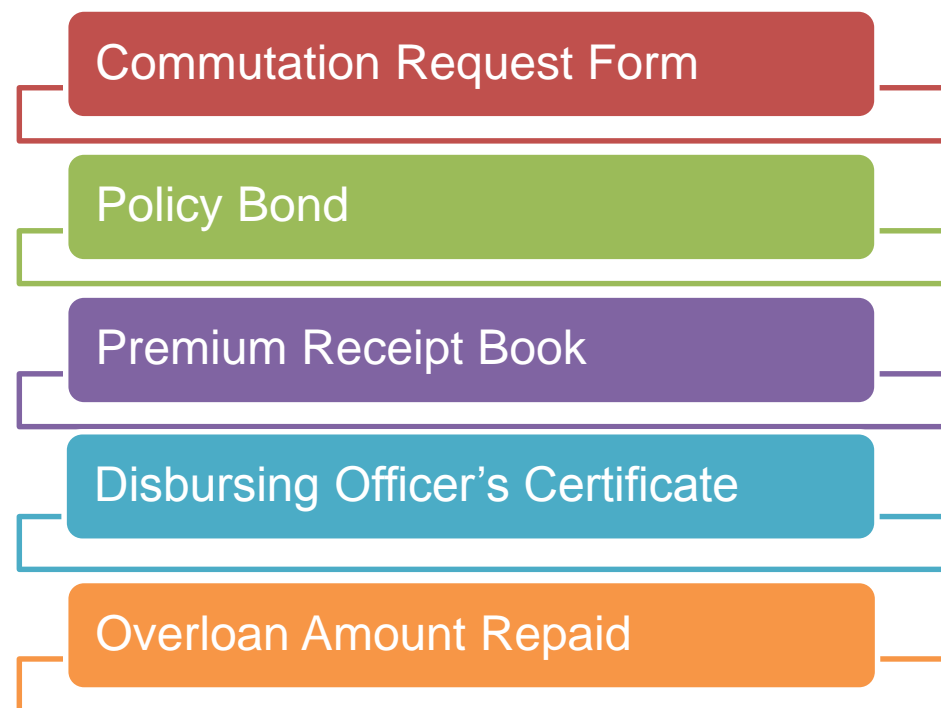 Commutation Request Form
Policy Bond
Premium Receipt Book
Disbursing Officer’s Certificate
Overloan Amount Repaid